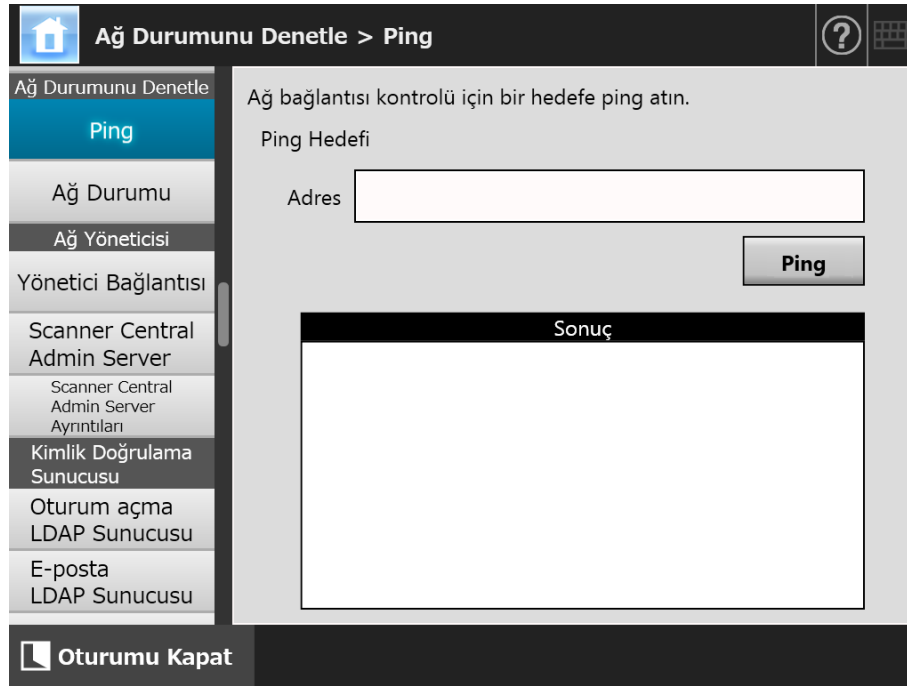 Ağ Durumunu Denetle > Ping
?
Ağ Durumunu Denetle
Ping
Ağ Durumu
Ağ Yöneticisi
Yönetici Bağlantısı
Scanner Central
Admin Server
Scanner Central
Admin Server
Ayrıntıları
Kimlik Doğrulama
Sunucusu
Oturum açma
LDAP Sunucusu
E-posta
LDAP Sunucusu
Ağ bağlantısı kontrolü için bir hedefe ping atın.
Ping Hedefi
Adres
Ping
Sonuç
Oturumu Kapat